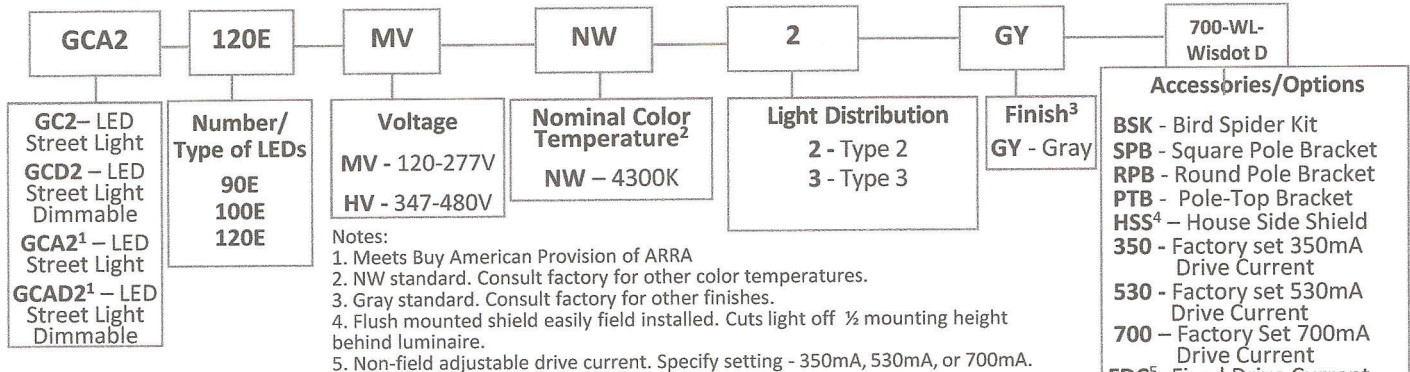 GCA2
120E
MV
NW
2
GY
700-WL-
Wisdot D
GC2– LED
Street Light
GCD2 – LED
Street Light
Dimmable
GCA2¹ – LED
Street Light
GCAD2¹ – LED
Street Light
Dimmable
Number/
Type of LEDs
90E
100E
120E
Voltage
MV - 120-277V
HV - 347-480V
Nominal Color
Temperature²
NW – 4300K
Light Distribution
2 - Type 2
3 - Type 3
Finish³
GY - Gray
Accessories/Options
BSK - Bird Spider Kit
SPB - Square Pole Bracket
RPB - Round Pole Bracket
PTB - Pole-Top Bracket
HSS⁴ – House Side Shield
350 - Factory set 350mA
Drive Current
530 - Factory set 530mA
Drive Current
700 – Factory Set 700mA
Drive Current
FDC⁵ - Fixed Drive Current
Notes:
1. Meets Buy American Provision of ARRA
2. NW standard. Consult factory for other color temperatures.
3. Gray standard. Consult factory for other finishes.
4. Flush mounted shield easily field installed. Cuts light off ½ mounting height
behind luminaire.
5. Non-field adjustable drive current. Specify setting - 350mA, 530mA, or 700mA.